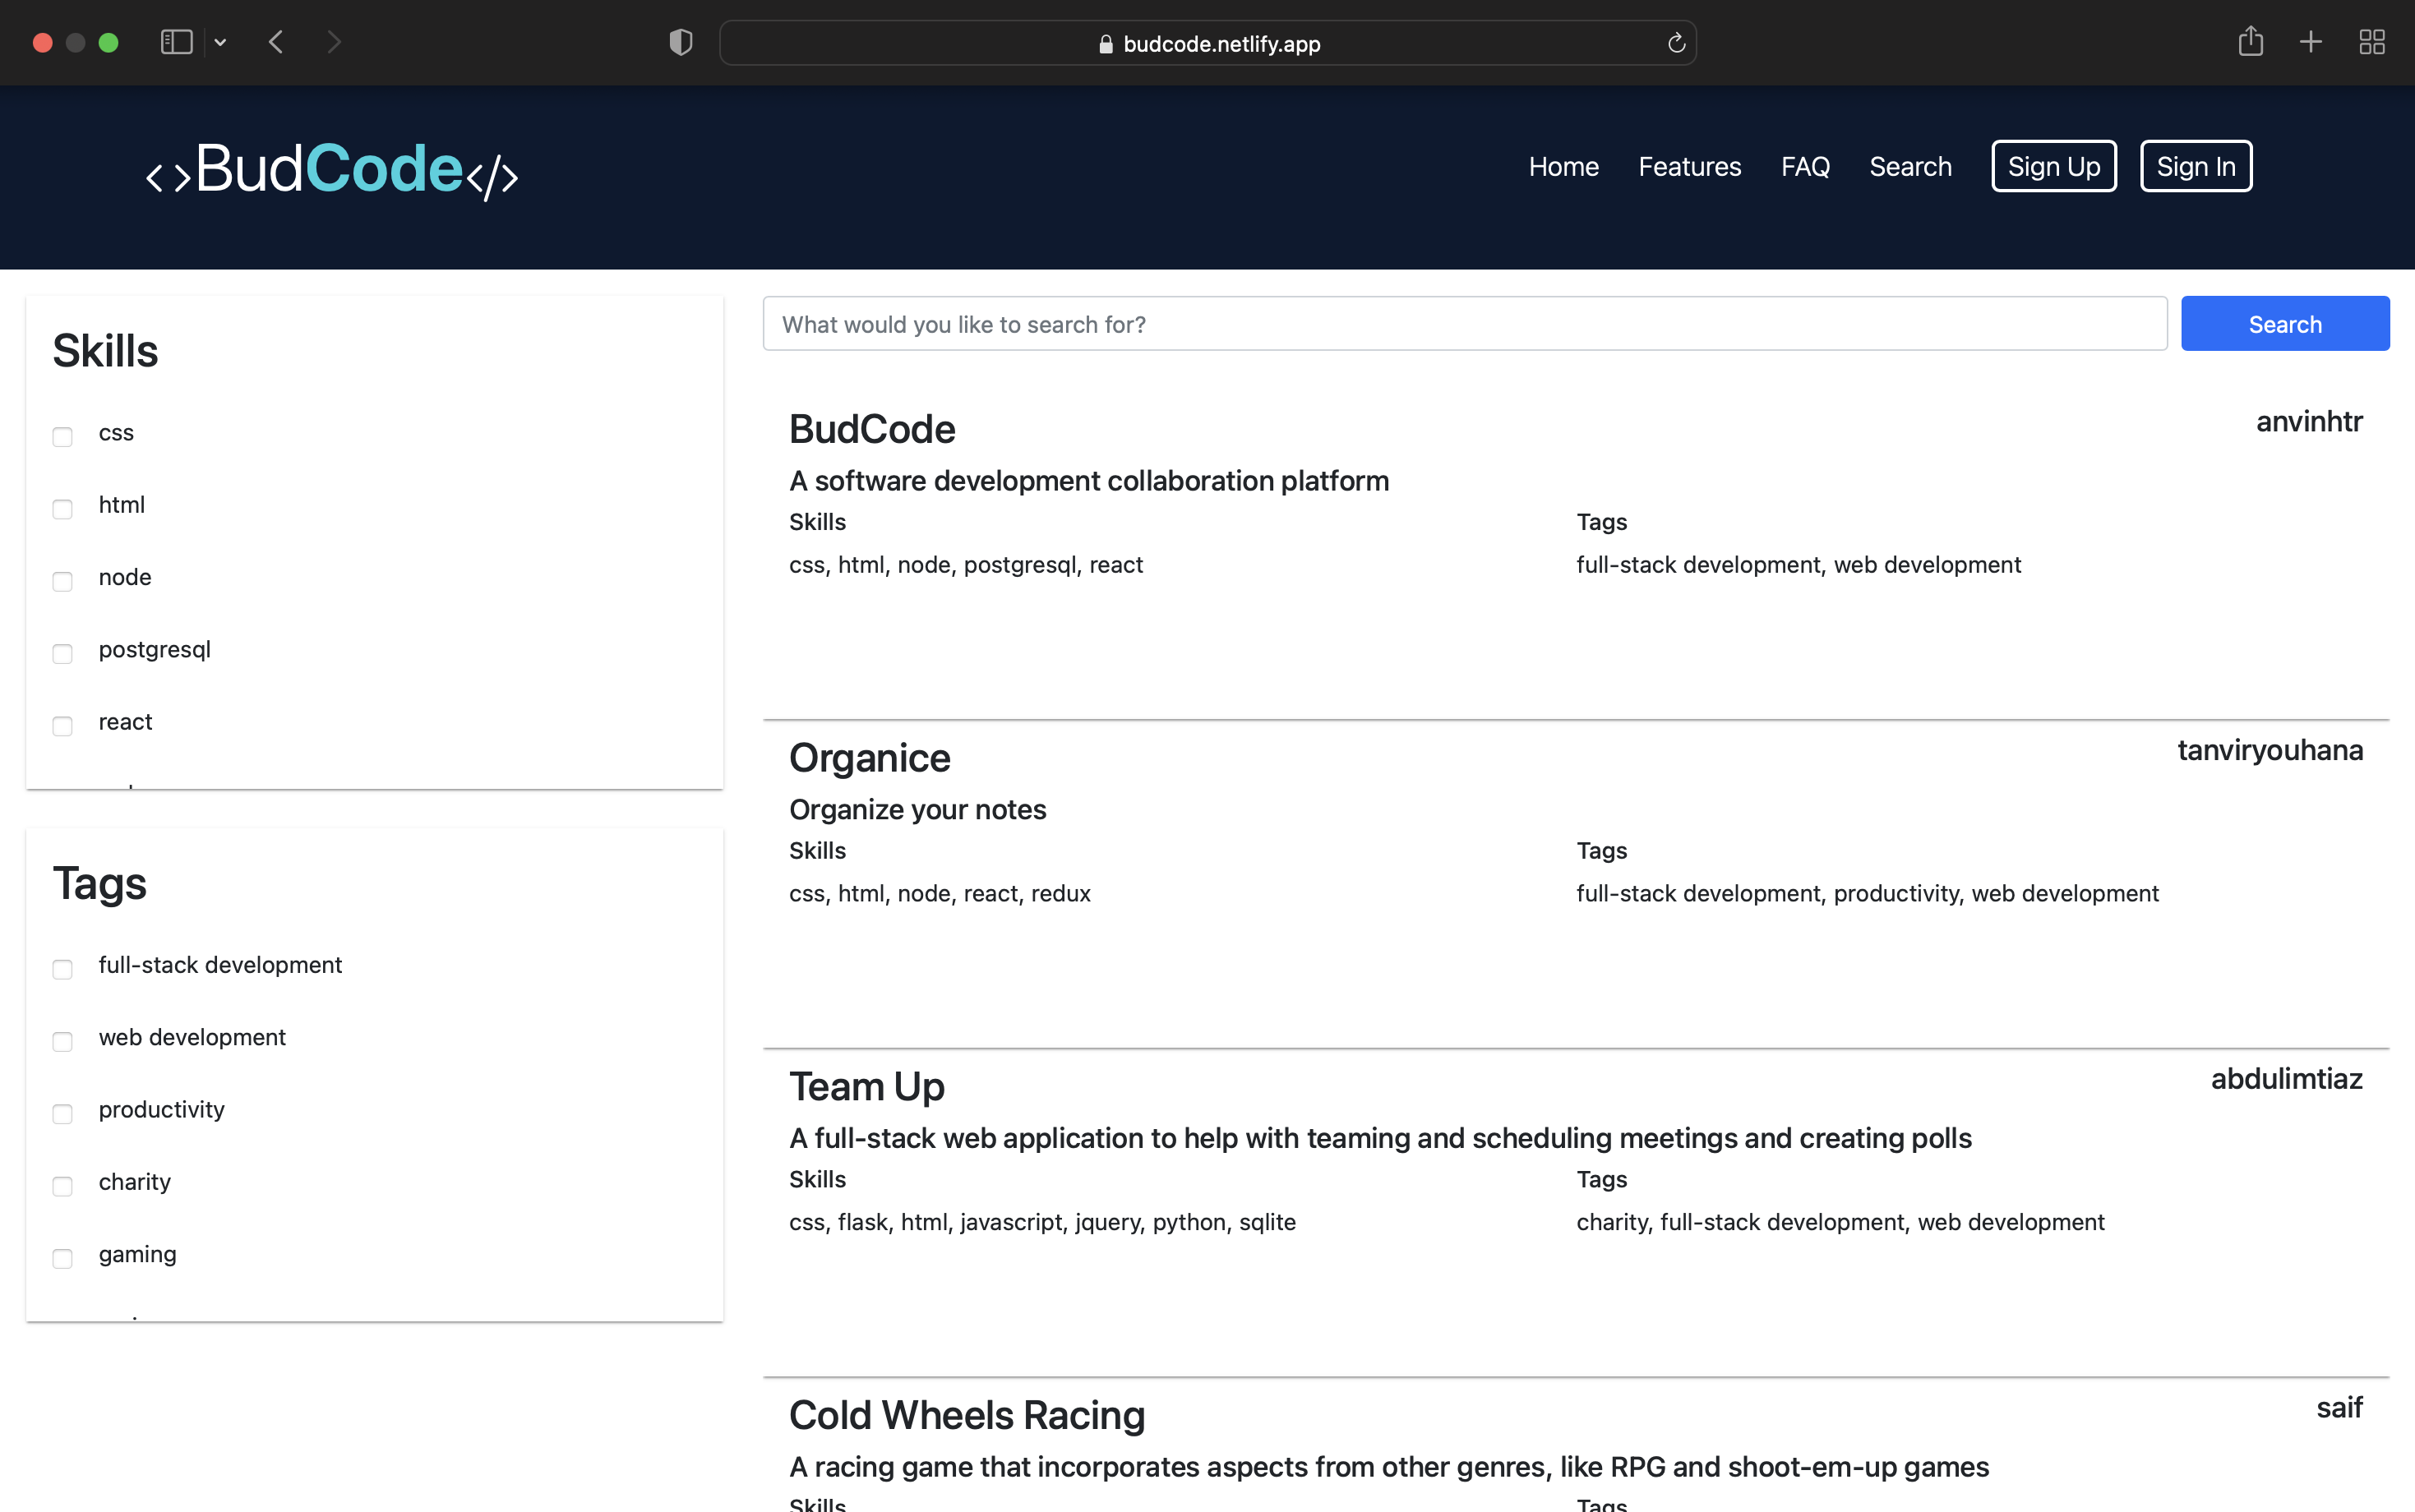 budcode.netlify.app
< >BudCode</>
Home Features FAQ Search Sign Up Sign In
Skills
css
html
node
postgresql
react
Tags
full-stack development
web development
productivity
charity
gaming
What would you like to search for? Search
BudCode anvinhtr
A software development collaboration platform
Skills Tags
css, html, node, postgresql, react full-stack development, web development
Organice tanviryouhana
Organize your notes
Skills Tags
css, html, node, react, redux full-stack development, productivity, web development
Team Up abdulimtiaz
A full-stack web application to help with teaming and scheduling meetings and creating polls
Skills Tags
css, flask, html, javascript, jquery, python, sqlite charity, full-stack development, web development
Cold Wheels Racing saif
A racing game that incorporates aspects from other genres, like RPG and shoot-em-up games
Skills Tags